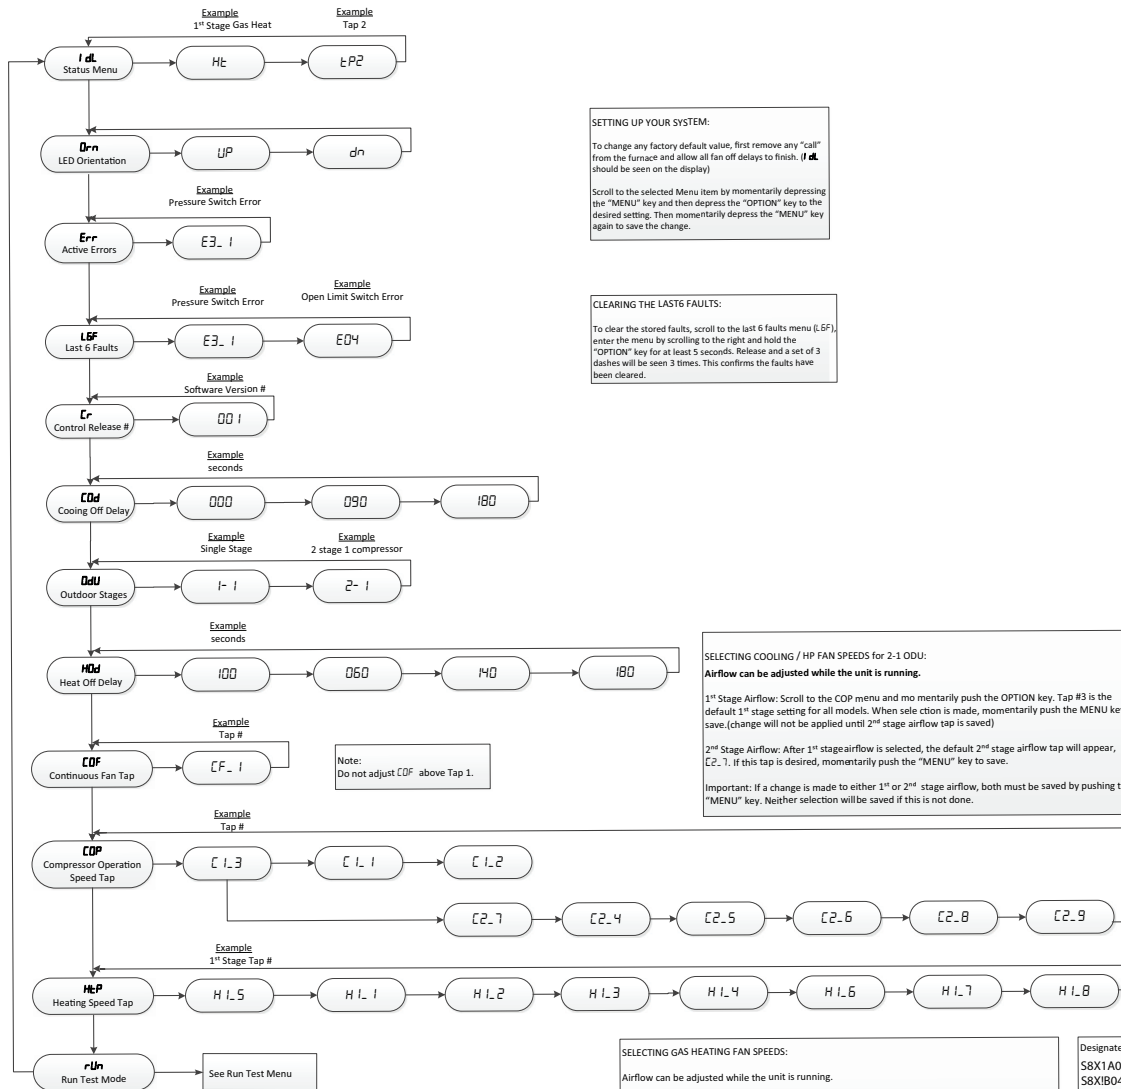 Example
1st Stage Gas Heat
Example
Tap 2
IdL
Status Menu
Ht
tP2
Orn
LED Orientation
UP
dn
Example
Pressure Switch Error
Err
Active Errors
E3_1
Example
Pressure Switch Error
Example
Open Limit Switch Error
L6F
Last 6 Faults
E3_1
E04
Example
Software Version #
Cr
Control Release #
001
Example
seconds
COd
Cooing Off Delay
000
090
180
Example
Single Stage
Example
2 stage 1 compressor
OdU
Outdoor Stages
1-1
2-1
Example
seconds
HOd
Heat Off Delay
100
060
140
180
Example
Tap #
COF
Continuous Fan Tap
CF_1
Note:
Do not adjust COF above Tap 1.
Example
Tap #
COP
Compressor Operation
Speed Tap
C1_3
C1_1
C1_2
C2_7
C2_4
C2_5
C2_6
C2_8
C2_9
Example
1st Stage Tap #
HtP
Heating Speed Tap
H1_5
H1_1
H1_2
H1_3
H1_4
H1_6
H1_7
H1_8
rUn
Run Test Mode
See Run Test Menu
SETTING UP YOUR SYSTEM:
To change any factory default value, first remove any “call”
from the furnace and allow all fan off delays to finish. (IdL
should be seen on the display)
Scroll to the selected Menu item by momentarily depressing
the “MENU” key and then depress the “OPTION” key to the
desired setting. Then momentarily depress the “MENU” key
again to save the change.
CLEARING THE LAST6 FAULTS:
To clear the stored faults, scroll to the last 6 faults menu (L6F),
enter the menu by scrolling to the right and hold the
“OPTION” key for at least 5 seconds. Release and a set of 3
dashes will be seen 3 times. This confirms the faults have
been cleared.
SELECTING COOLING / HP FAN SPEEDS for 2-1 ODU:
Airflow can be adjusted while the unit is running.
1st Stage Airflow: Scroll to the COP menu and mo mentarily push the OPTION key. Tap #3 is the
default 1st stage setting for all models. When sele ction is made, momentarily push the MENU
save.(change will not be applied until 2nd stage airflow tap is saved)
2nd Stage Airflow: After 1st stage airflow is selected, the default 2nd stage airflow tap will appear,
C2_7. If this tap is desired, momentarily push the “MENU” key to save.
Important: If a change is made to either 1st or 2nd stage airflow, both must be saved by pushing
“MENU” key. Neither selection will be saved if this is not done.
SELECTING GAS HEATING FAN SPEEDS:
Airflow can be adjusted while the unit is running.
Designate
S8X1A0
S8XIB04